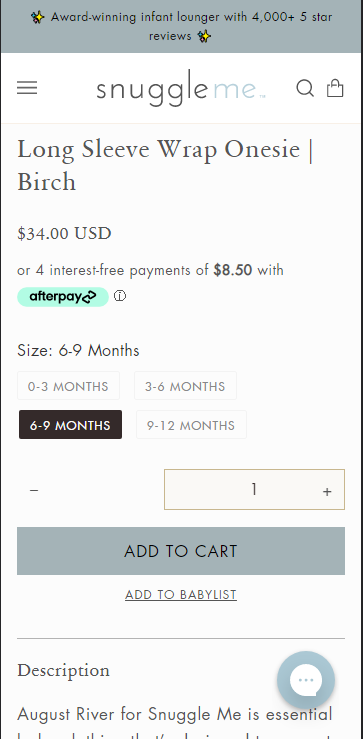 ✨ Award-winning infant lounger with 4,000+ 5 star
reviews ✨
snuggleme™
Long Sleeve Wrap Onesie |
Birch
$34.00 USD
or 4 interest-free payments of $8.50 with
afterpay ⓘ
Size: 6-9 Months
0-3 MONTHS 3-6 MONTHS
6-9 MONTHS 9-12 MONTHS
− 1 +
ADD TO CART
ADD TO BABYLIST
Description
August River for Snuggle Me is essential